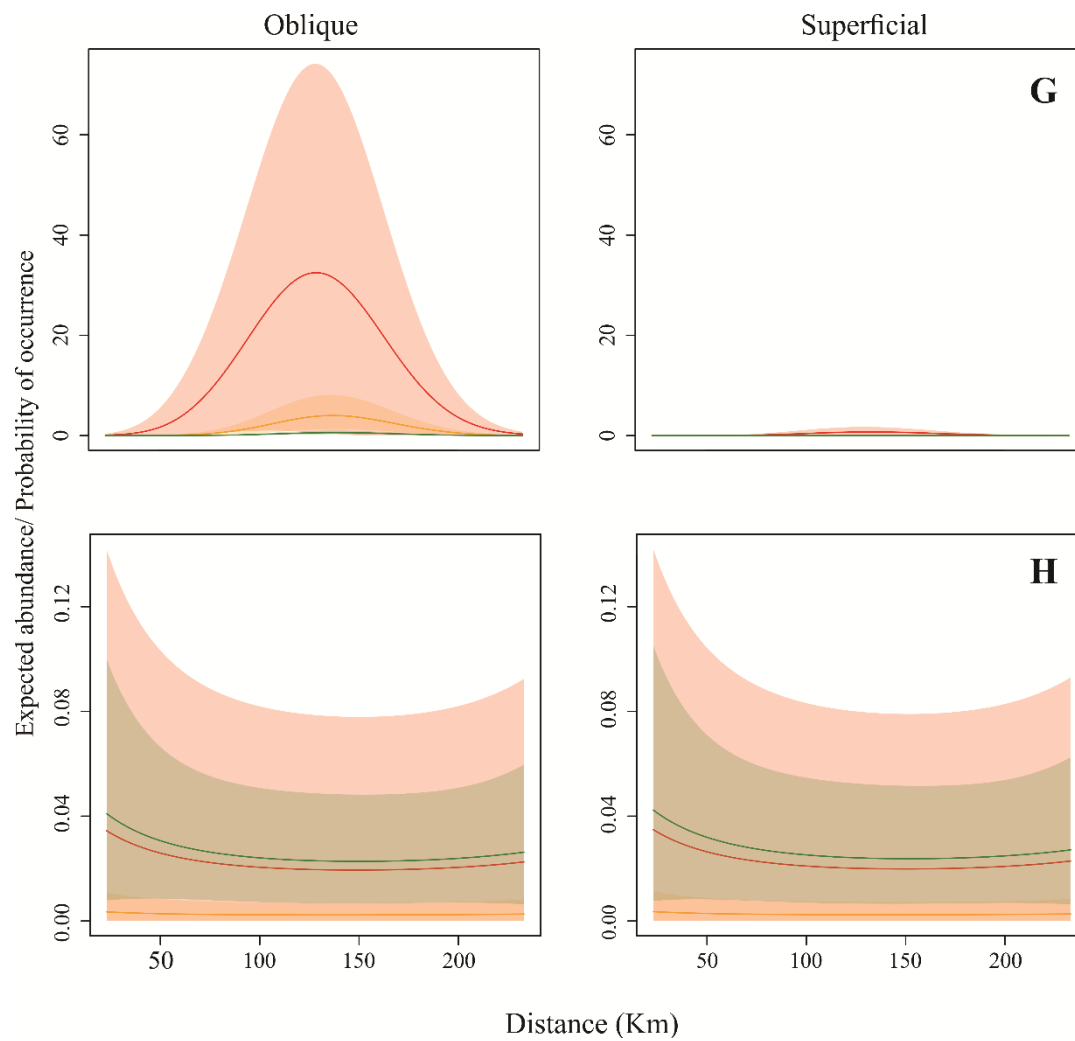 Oblique
Superficial
G
60
40
20
0
60
40
20
0
Expected abundance/ Probability of occurrence
H
0.12
0.08
0.04
0.00
0.12
0.08
0.04
0.00
50 100 150 200
50 100 150 200
Distance (Km)